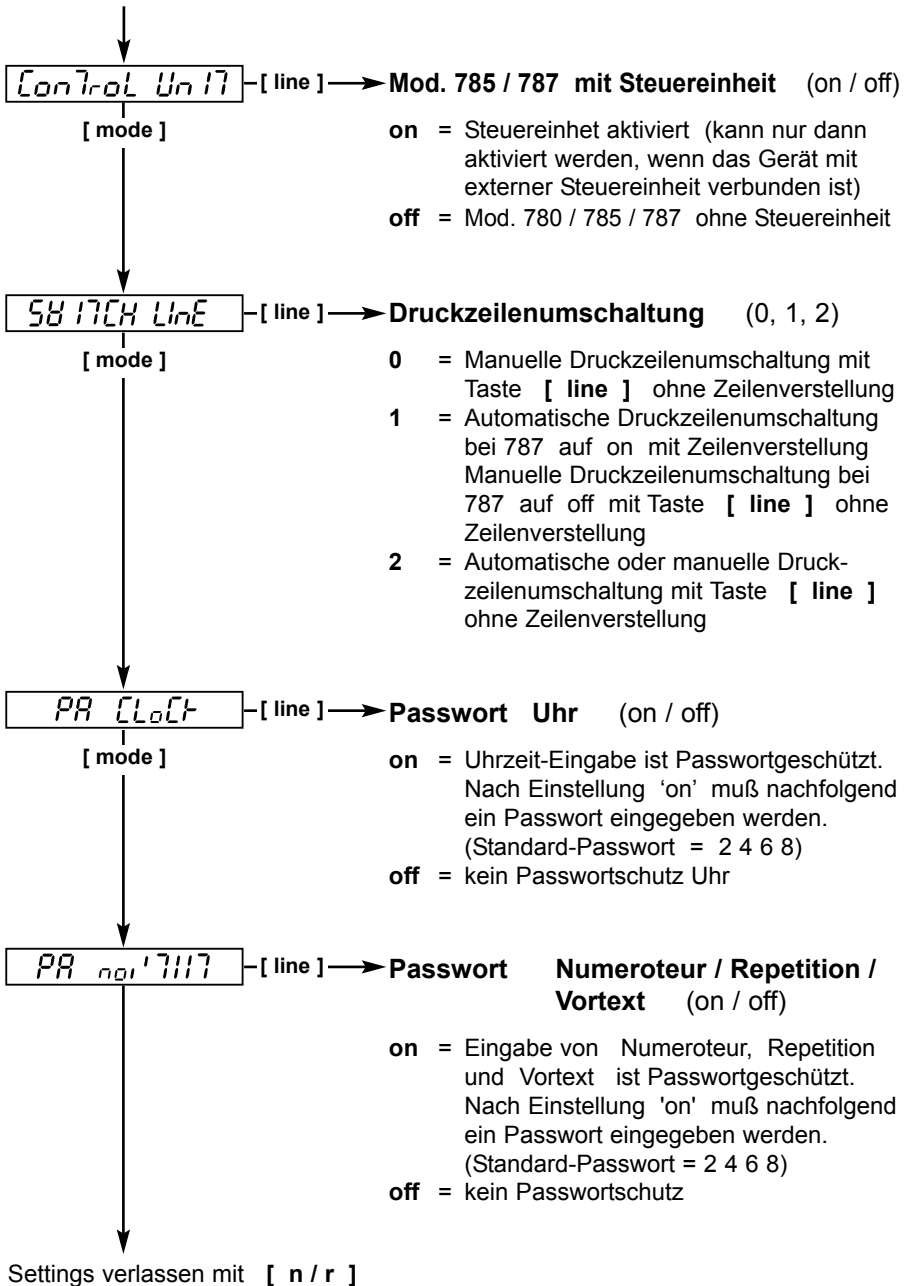 Control Unit –[ line ] Mod. 785 / 787 mit Steuereinheit (on / off)
[ mode ]
on = Steuereinhet aktiviert (kann nur dann
aktiviert werden, wenn das Gerät mit
externer Steuereinheit verbunden ist)
off = Mod. 780 / 785 / 787 ohne Steuereinheit
SWITCH LinE –[ line ] Druckzeilenumschaltung (0, 1, 2)
[ mode ]
0 = Manuelle Druckzeilenumschaltung mit
Taste [ line ] ohne Zeilenverstellung
1 = Automatische Druckzeilenumschaltung
bei 787 auf on mit Zeilenverstellung
Manuelle Druckzeilenumschaltung bei
787 auf off mit Taste [ line ] ohne
Zeilenverstellung
2 = Automatische oder manuelle Druck-
zeilenumschaltung mit Taste [ line ]
ohne Zeilenverstellung
PA CLoCk –[ line ] Passwort Uhr (on / off)
[ mode ]
on = Uhrzeit-Eingabe ist Passwortgeschützt.
Nach Einstellung ‘on’ muß nachfolgend
ein Passwort eingegeben werden.
(Standard-Passwort = 2 4 6 8)
off = kein Passwortschutz Uhr
PA –[ line ] Passwort Numeroteur / Repetition /
Vortext (on / off)
on = Eingabe von Numeroteur, Repetition
und Vortext ist Passwortgeschützt.
Nach Einstellung 'on' muß nachfolgend
ein Passwort eingegeben werden.
(Standard-Passwort = 2 4 6 8)
off = kein Passwortschutz
Settings verlassen mit [ n / r ]